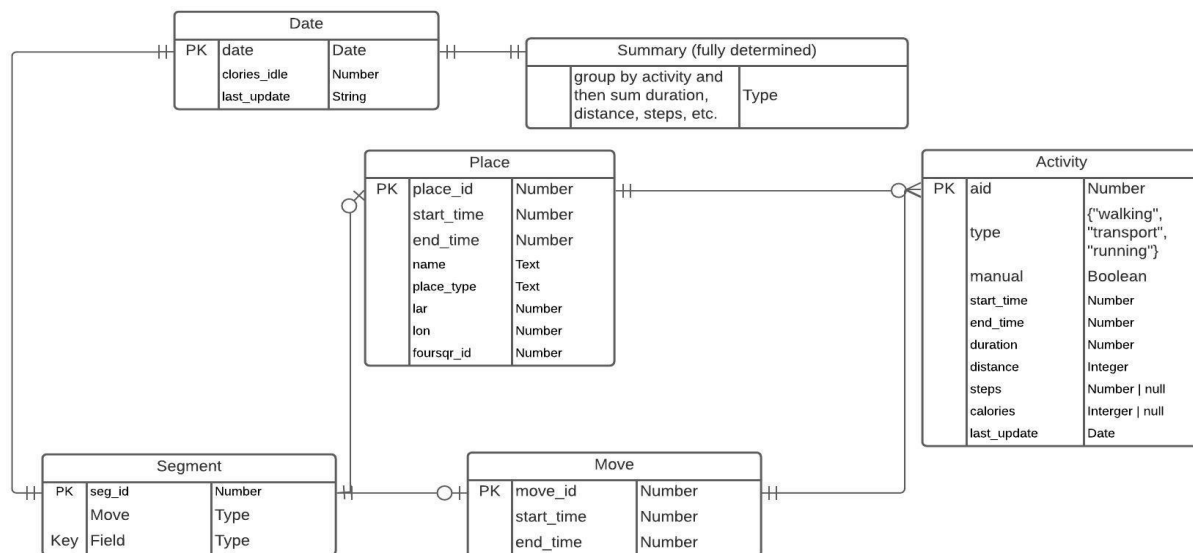 Date
PK date Date
clories_idle Number
last_update String
Summary (fully determined)
group by activity and
then sum duration,
distance, steps, etc.
Type
Place
PK place_id Number
start_time Number
end_time Number
name Text
place_type Text
lar Number
lon Number
foursqr_id Number
Activity
PK aid Number
type
{"walking",
"transport",
"running"}
manual Boolean
start_time Number
end_time Number
duration Number
distance Integer
steps Number | null
calories Interger | null
last_update Date
Segment
PK seg_id Number
Move Type
Key Field Type
Move
PK move_id Number
start_time Number
end_time Number